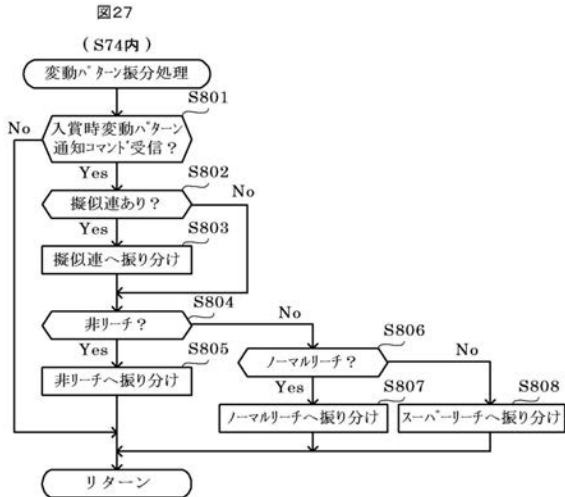 図27
(S74内)
変動パターン振分処理
S801
No
入賞時変動パターン
通知コマンド受信？
Yes
S802
No
擬似連あり？
Yes
S803
擬似連へ振り分け
S804
No
非リーチ？
S806
Yes
S805
ノーマルリーチ？
No
非リーチへ振り分け
Yes
S807
S808
ノーマルリーチへ振り分け
スーパーリーチへ振り分け
リターン